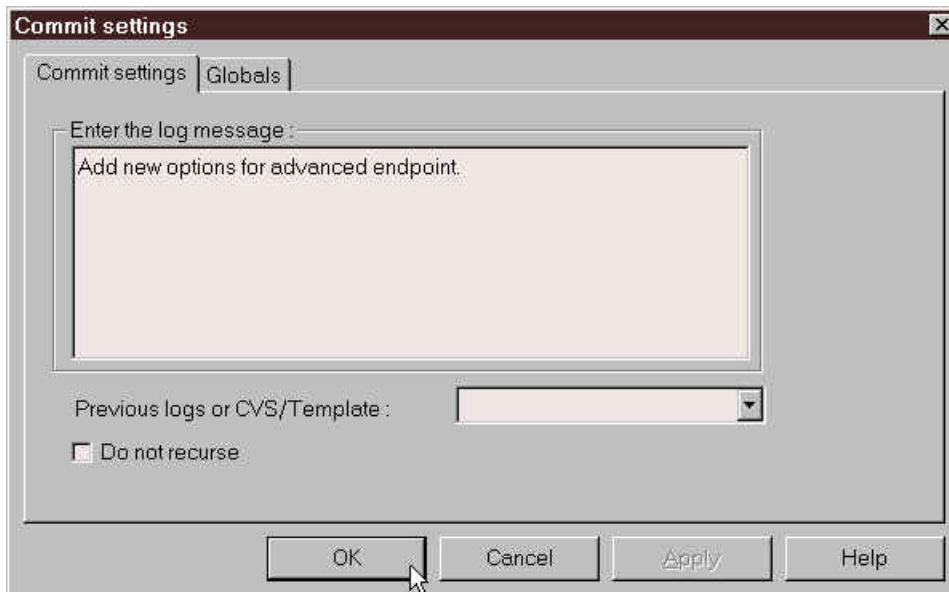 Commit settings
Commit settings Globals
Enter the log message :
Add new options for advanced endpoint.
Previous logs or CVS/Template :
Do not recurse
OK Cancel Apply Help